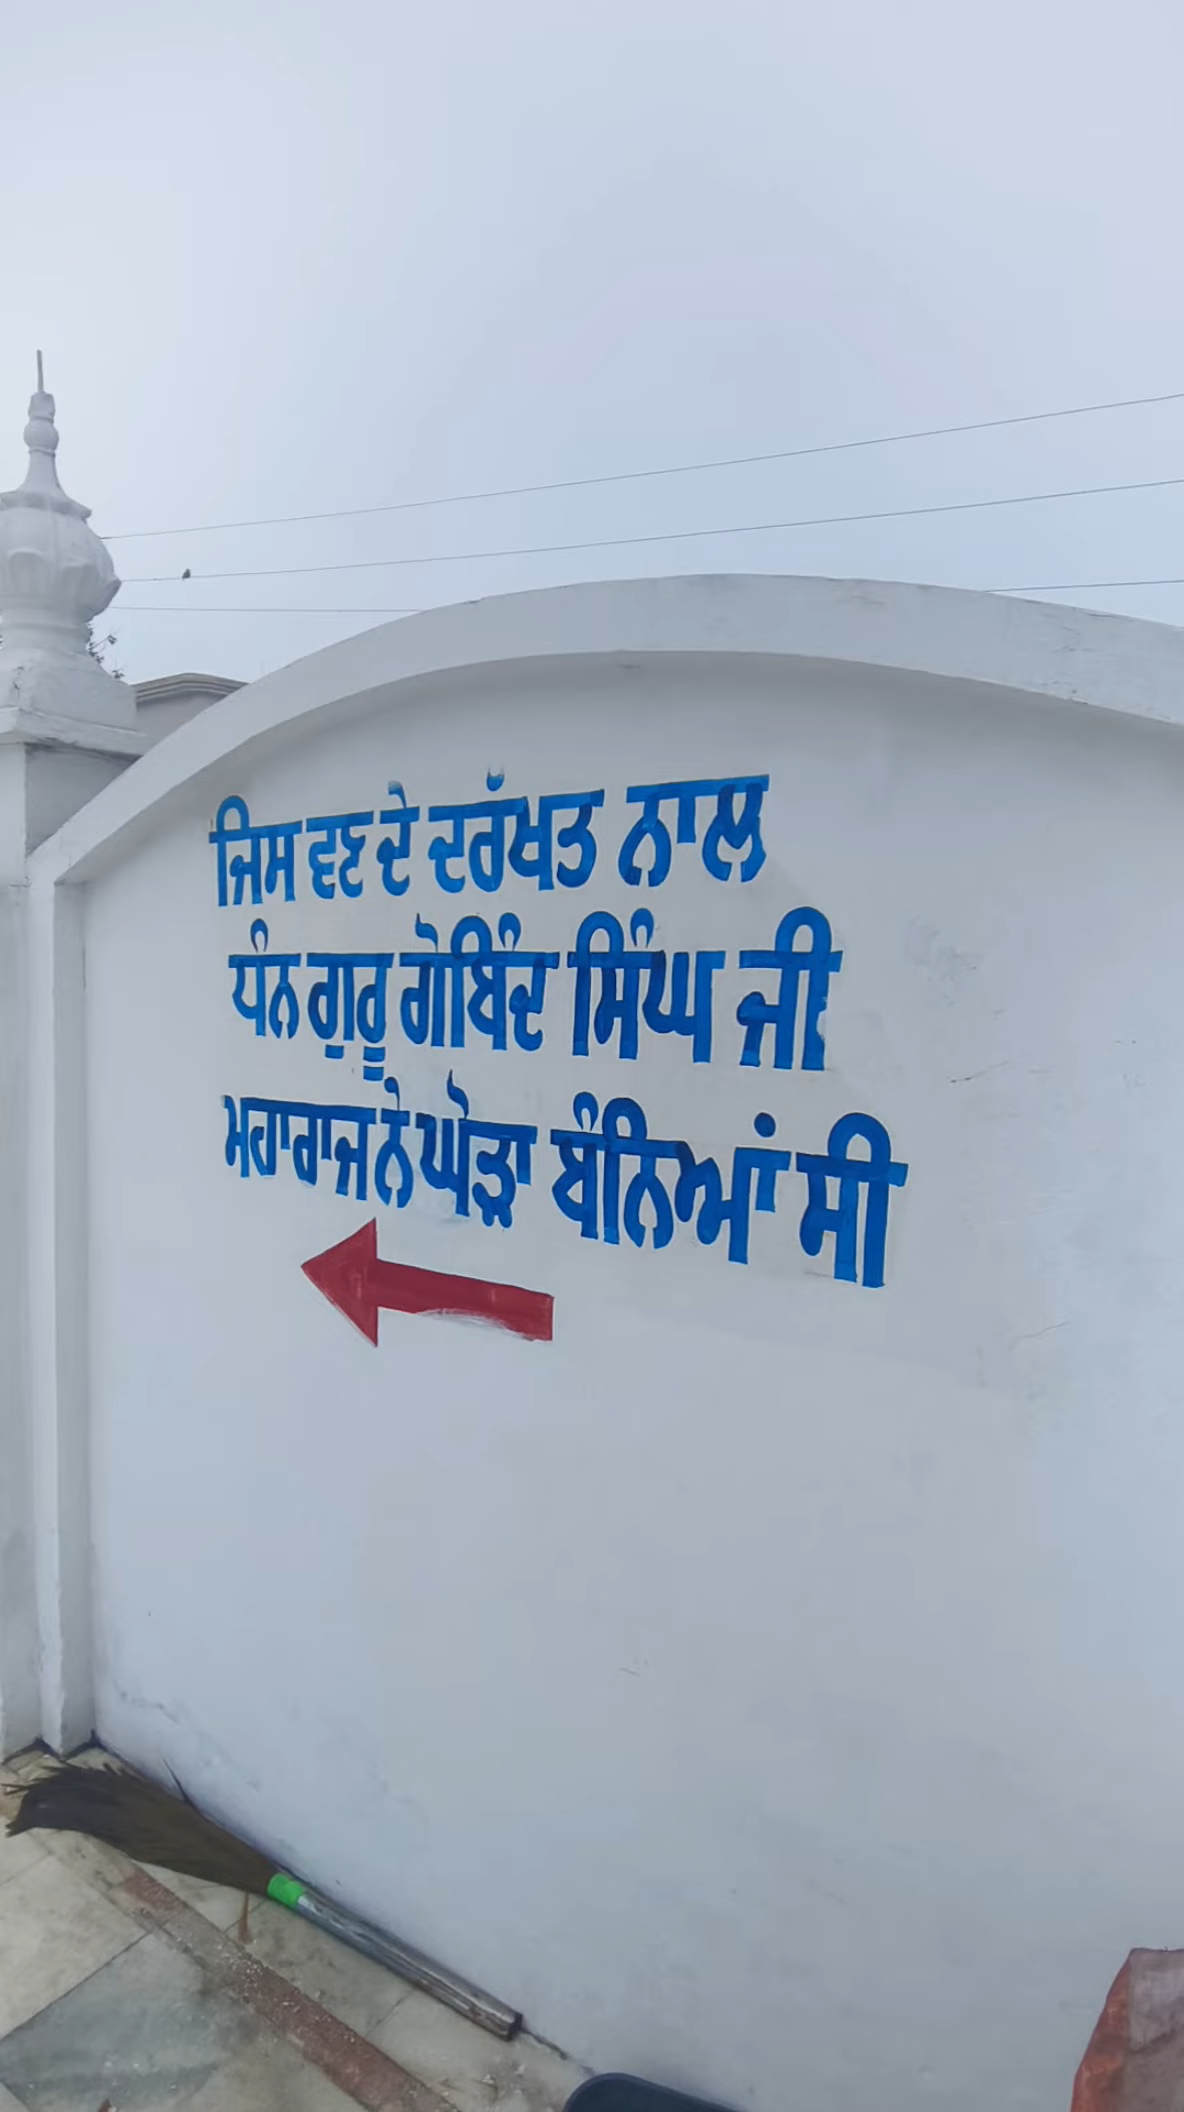 ਜਿਸ ਵਣ ਦੇ ਦਰੱਖਤ ਨਾਲ
ਧੰਨ ਗੁਰੂ ਗੋਬਿੰਦ ਸਿੰਘ ਜੀ
ਮਹਾਰਾਜ ਨੇ ਘੋੜਾ ਬੰਨਿਆਂ ਸੀ